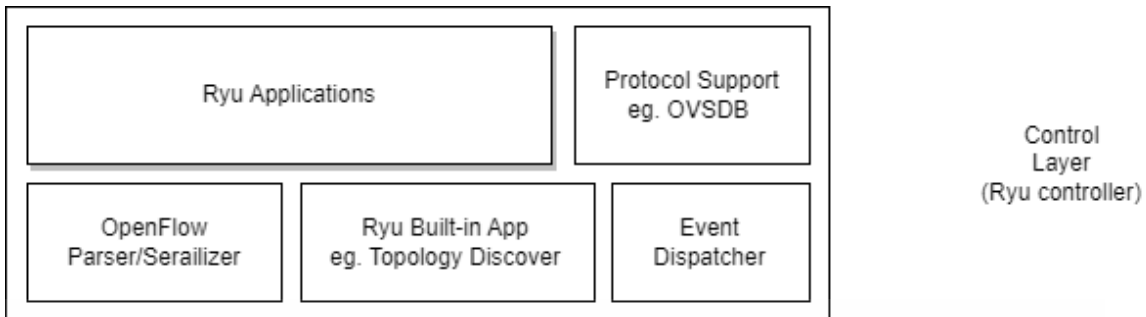 Ryu Applications
Protocol Support
eg. OVSDB
Control
Layer
(Ryu controller)
OpenFlow
Parser/Serailizer
Ryu Built-in App
eg. Topology Discover
Event
Dispatcher